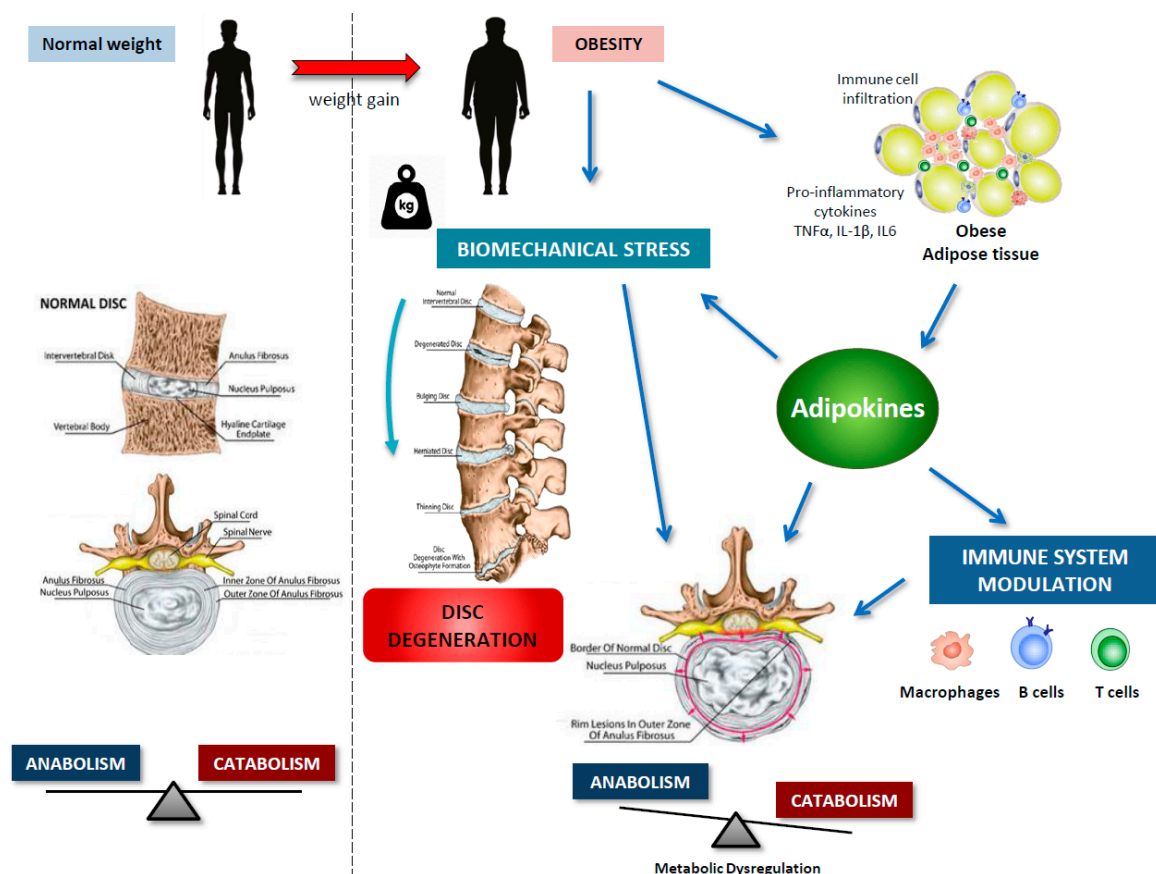 Normal weight
weight gain
OBESITY
Immune cell
infiltration
Pro-inflammatory
cytokines
TNFα, IL-1β, IL6
Obese
Adipose tissue
kg
BIOMECHANICAL STRESS
NORMAL DISC
Intervertebral Disk
Anulus Fibrosus
Nucleus Pulposus
Vertebral Body
Hyaline Cartilage
Endplate
Normal
Intervertebral Disc
Degenerated Disc
Bulging Disc
Herniated Disc
Thinning Disc
Disc
Degeneration With
Osteophyte Formation
Adipokines
Spinal Cord
Spinal Nerve
Anulus Fibrosus
Nucleus Pulposus
Inner Zone Of Anulus Fibrosus
Outer Zone Of Anulus Fibrosus
DISC
DEGENERATION
IMMUNE SYSTEM
MODULATION
Border Of Normal Disc
Nucleus Pulposus
Rim Lesions In Outer Zone
Of Anulus Fibrosus
Macrophages
B cells
T cells
ANABOLISM
CATABOLISM
ANABOLISM
CATABOLISM
Metabolic Dysregulation